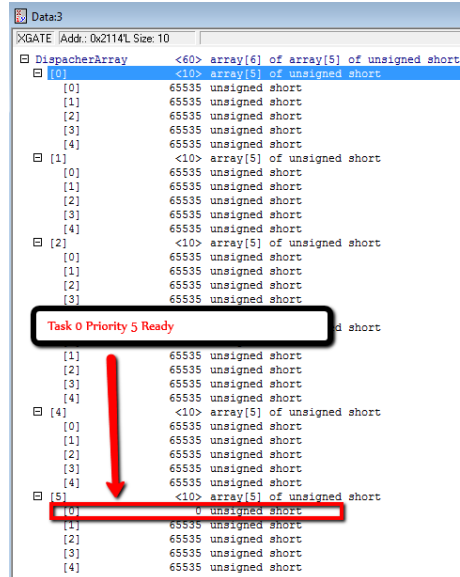 Data:3
XGATE Addr.: 0x2114'L Size: 10
DispacherArray <60> array[6] of array[5] of unsigned short
[0] <10> array[5] of unsigned short
[0] 65535 unsigned short
[1] 65535 unsigned short
[2] 65535 unsigned short
[3] 65535 unsigned short
[4] 65535 unsigned short
[1] <10> array[5] of unsigned short
[0] 65535 unsigned short
[1] 65535 unsigned short
[2] 65535 unsigned short
[3] 65535 unsigned short
[4] 65535 unsigned short
[2] <10> array[5] of unsigned short
[0] 65535 unsigned short
[1] 65535 unsigned short
[2] 65535 unsigned short
[3] 65535 unsigned short
Task 0 Priority 5 Ready
d short
[1] 65535 unsigned short
[2] 65535 unsigned short
[3] 65535 unsigned short
[4] 65535 unsigned short
[4] <10> array[5] of unsigned short
[0] 65535 unsigned short
[1] 65535 unsigned short
[2] 65535 unsigned short
[3] 65535 unsigned short
[4] 65535 unsigned short
[5] <10> array[5] of unsigned short
[0] 0 unsigned short
[1] 65535 unsigned short
[2] 65535 unsigned short
[3] 65535 unsigned short
[4] 65535 unsigned short